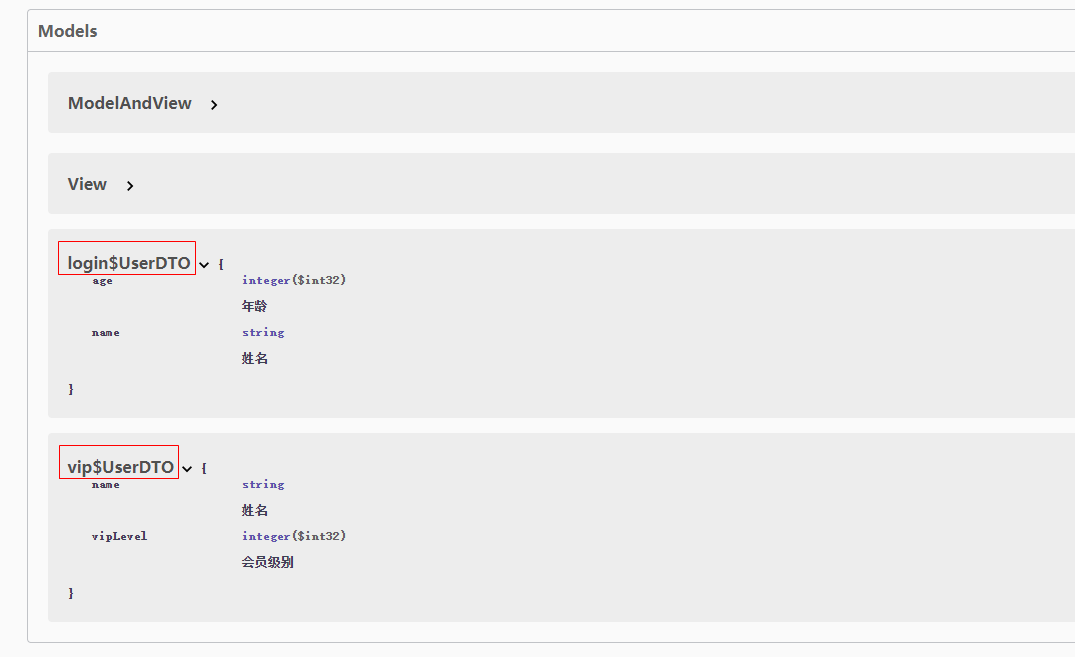 Models
ModelAndView
View
login$UserDTO {
age integer($int32)
年龄
name string
姓名
}
vip$UserDTO {
name string
姓名
vipLevel integer($int32)
会员级别
}